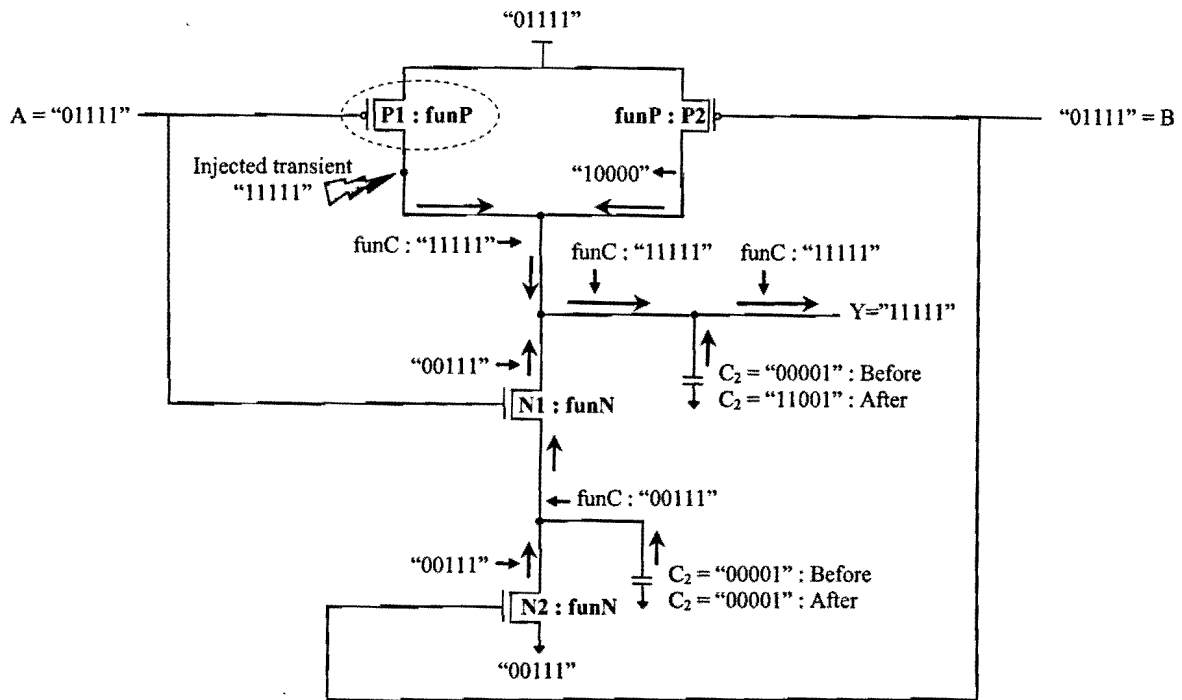 “01111”
A = “01111”
P1 : funP
funP : P2
“01111” = B
Injected transient
“11111”
“10000”
funC : “11111”
funC : “11111”
funC : “11111”
Y=”11111”
“00111”
C₂ = “00001” : Before
C₂ = “11001” : After
N1 : funN
funC : “00111”
“00111”
C₂ = “00001” : Before
C₂ = “00001” : After
N2 : funN
“00111”